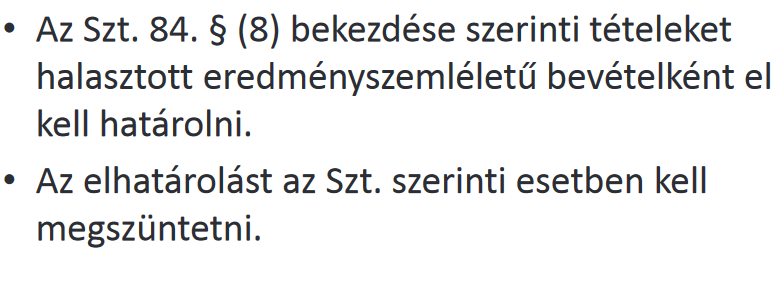 • Az Szt. 84. § (8) bekezdése szerinti tételeket
halasztott eredményszemléletű bevételként el
kell határolni.
• Az elhatárolást az Szt. szerinti esetben kell
megszüntetni.